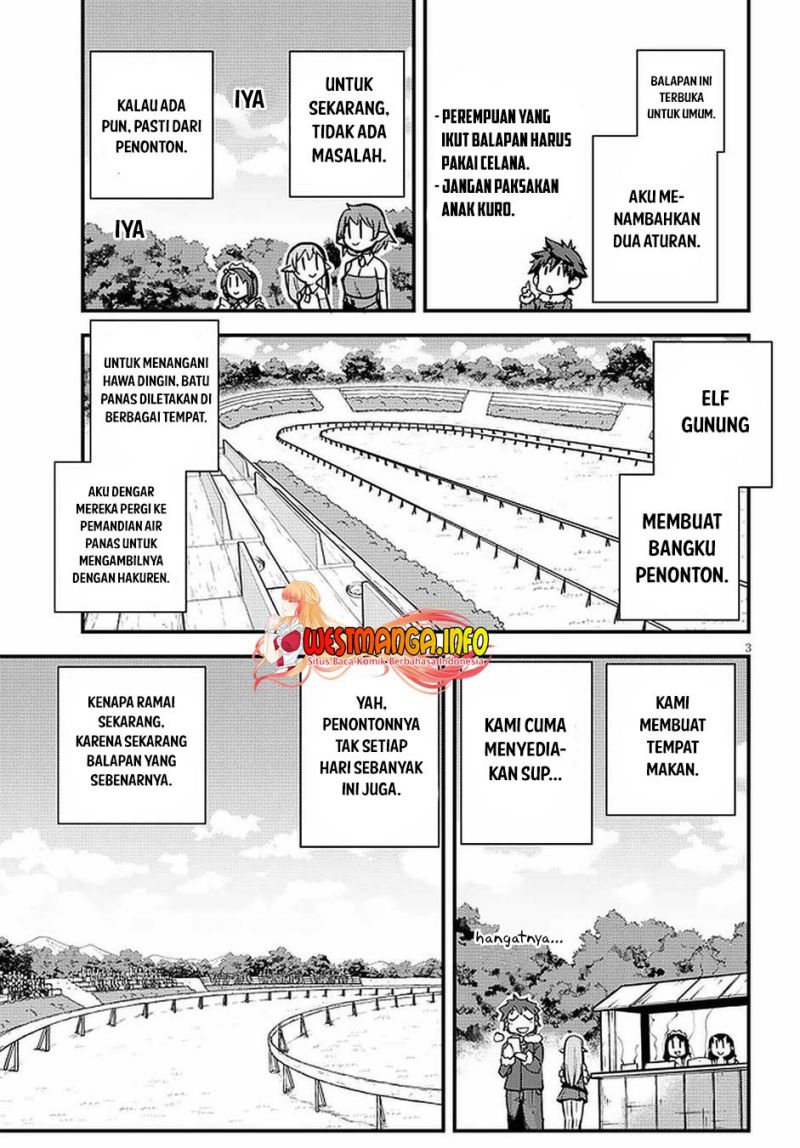 BALAPAN INI
TERBUKA
UNTUK UMUM.
AKU ME-
NAMBAHKAN
DUA ATURAN.
- PEREMPUAN YANG
IKUT BALAPAN HARUS
PAKAI CELANA.
- JANGAN PAKSAKAN
ANAK KURO.
UNTUK
SEKARANG,
TIDAK ADA
MASALAH.
IYA
KALAU ADA
PUN, PASTI DARI
PENONTON.
IYA
ELF
GUNUNG
MEMBUAT
BANGKU
PENONTON.
UNTUK MENANGANI
HAWA DINGIN, BATU
PANAS DILETAKAN DI
BERBAGAI TEMPAT.
AKU DENGAR
MEREKA PERGI KE
PEMANDIAN AIR
PANAS UNTUK
MENGAMBILNYA
DENGAN HAKUREN.
WESTMANGA.INFO
Situs Baca Komik Berbahasa Indonesia
3
KAMI
MEMBUAT
TEMPAT
MAKAN.
KAMI CUMA
MENYEDIA-
KAN SUP...
hangatnya...
YAH,
PENONTONNYA
TAK SETIAP
HARI SEBANYAK
INI JUGA.
KENAPA RAMAI
SEKARANG,
KARENA SEKARANG
BALAPAN YANG
SEBENARNYA.